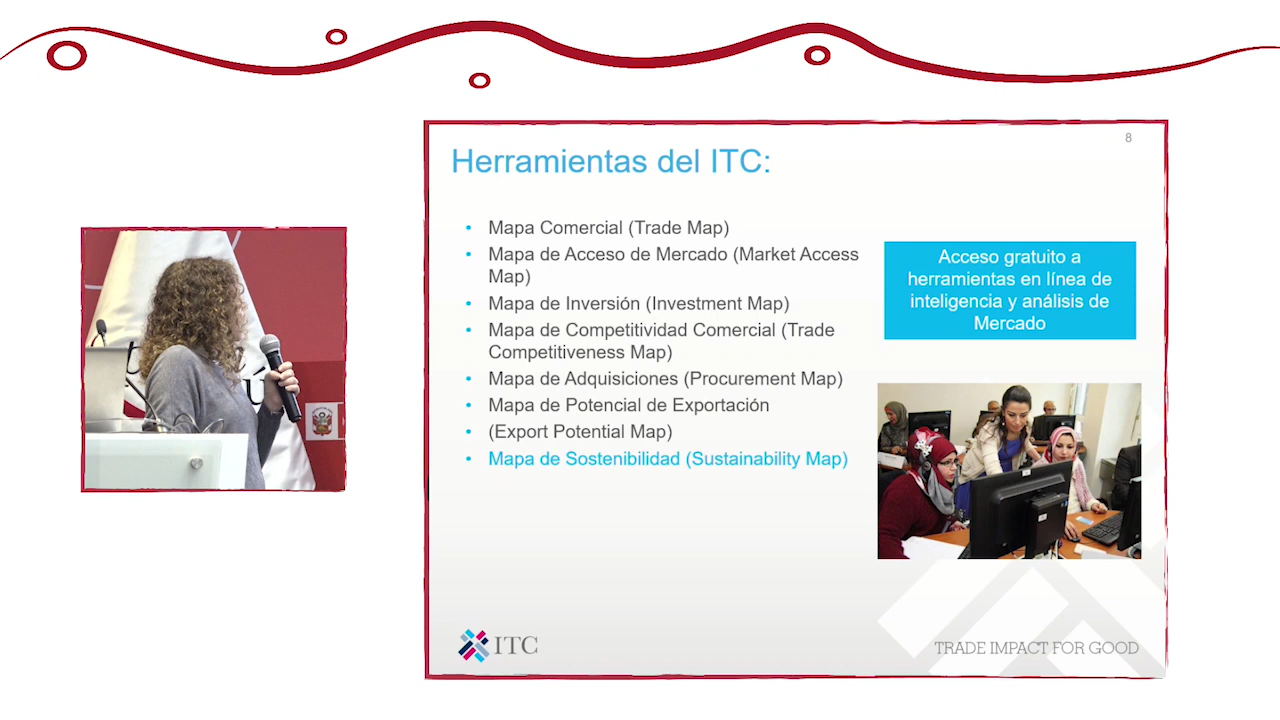 8
Herramientas del ITC:
• Mapa Comercial (Trade Map)
• Mapa de Acceso de Mercado (Market Access
Map)
• Mapa de Inversión (Investment Map)
• Mapa de Competitividad Comercial (Trade
Competitiveness Map)
• Mapa de Adquisiciones (Procurement Map)
• Mapa de Potencial de Exportación
• (Export Potential Map)
• Mapa de Sostenibilidad (Sustainability Map)
Acceso gratuito a
herramientas en línea de
inteligencia y análisis de
Mercado
ITC
TRADE IMPACT FOR GOOD